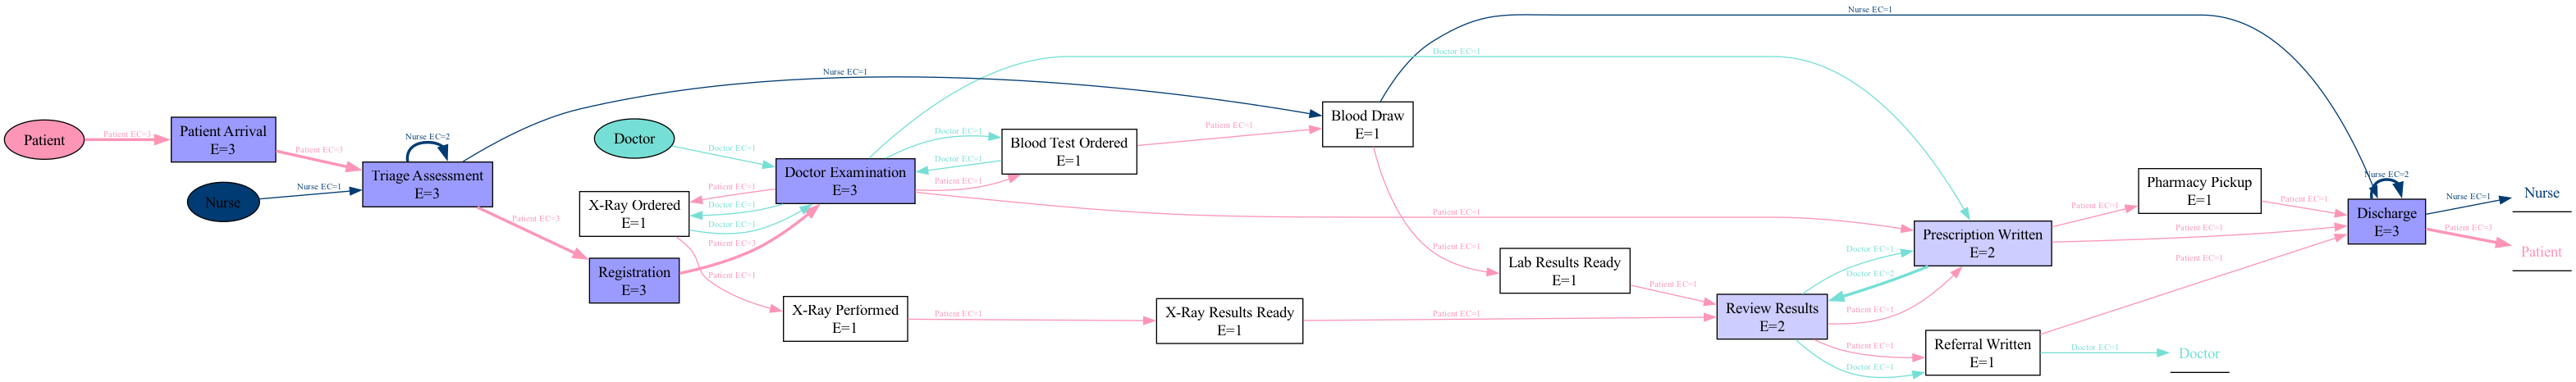 Nurse EC=1
Doctor EC=1
Nurse EC=1
Patient
Patient EC=3
Patient Arrival
E=3
Patient EC=3
Nurse EC=2
Triage Assessment
E=3
Nurse
Nurse EC=1
Patient EC=3
Doctor
Doctor EC=1
X-Ray Ordered
E=1
Registration
E=3
Patient EC=1
Doctor EC=1
Doctor EC=1
Patient EC=3
Patient EC=1
Doctor Examination
E=3
X-Ray Performed
E=1
Doctor EC=1
Doctor EC=1
Patient EC=1
Patient EC=1
Blood Test Ordered
E=1
Patient EC=1
X-Ray Results Ready
E=1
Blood Draw
E=1
Patient EC=1
Patient EC=1
Patient EC=1
Lab Results Ready
E=1
Patient EC=1
Review Results
E=2
Doctor EC=1
Doctor EC=2
Patient EC=1
Patient EC=1
Doctor EC=1
Prescription Written
E=2
Referral Written
E=1
Patient EC=1
Patient EC=1
Patient EC=1
Doctor EC=1
Pharmacy Pickup
E=1
Patient EC=1
Doctor
Nurse EC=2
Discharge
E=3
Nurse EC=1
Patient EC=3
Nurse
Patient